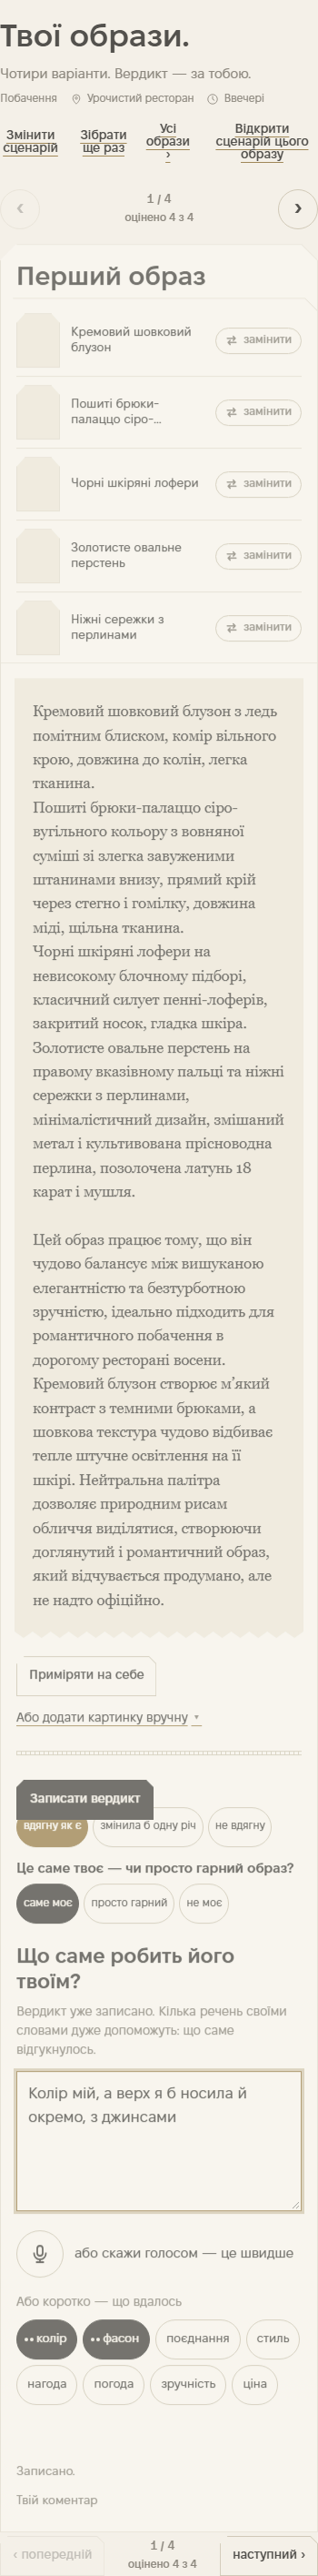 Твої образи.
Чотири варіанти. Вердикт — за тобою.
Побачення Урочистий ресторан Ввечері
Змінити сценарій
Зібрати ще раз
Усі образи ›
Відкрити сценарій цього образу
‹
1 / 4
оцінено 4 з 4
›
Перший образ
Кремовий шовковий
блузон
замінити
Пошиті брюки-
палаццо сіро-...
замінити
Чорні шкіряні лофери
замінити
Золотисте овальне
перстень
замінити
Ніжні сережки з
перлинами
замінити
Кремовий шовковий блузон з ледь
помітним блиском, комір вільного
крою, довжина до колін, легка
тканина.
Пошиті брюки-палаццо сіро-
вугільного кольору з вовняної
суміші зі злегка завуженими
штанинами внизу, прямий крій
через стегно і гомілку, довжина
міді, щільна тканина.
Чорні шкіряні лофери на
невисокому блочному підборі,
класичний силует пенні-лоферів,
закритий носок, гладка шкіра.
Золотисте овальне перстень на
правому вказівному пальці та ніжні
сережки з перлинами,
мінімалістичний дизайн, змішаний
метал і культивована прісноводна
перлина, позолочена латунь 18
карат і мушля.
Цей образ працює тому, що він
чудово балансує між вишуканою
елегантністю та безтурботною
зручністю, ідеально підходить для
романтичного побачення в
дорогому ресторані восени.
Кремовий блузон створює м'який
контраст з темними брюками, а
шовкова текстура чудово відбиває
тепле штучне освітлення на її
шкірі. Нейтральна палітра
дозволяє природним рисам
обличчя виділятися, створюючи
доглянутий і романтичний образ,
який відчувається продумано, але
не надто офіційно.
Приміряти на себе
Або додати картинку вручну
Записати вердикт
вдягну як є змінила б одну річ не вдягну
Це саме твоє — чи просто гарний образ?
саме моє просто гарний не моє
Що саме робить його
твоїм?
Вердикт уже записано. Кілька речень своїми
словами дуже допоможуть: що саме
відгукнулось.
Колір мій, а верх я б носила й
окремо, з джинсами
або скажи голосом — це швидше
Або коротко — що вдалось
•• колір •• фасон поєднання стиль
нагода погода зручність ціна
Записано.
Твій коментар
‹ попередній
1 / 4
оцінено 4 з 4
наступний ›